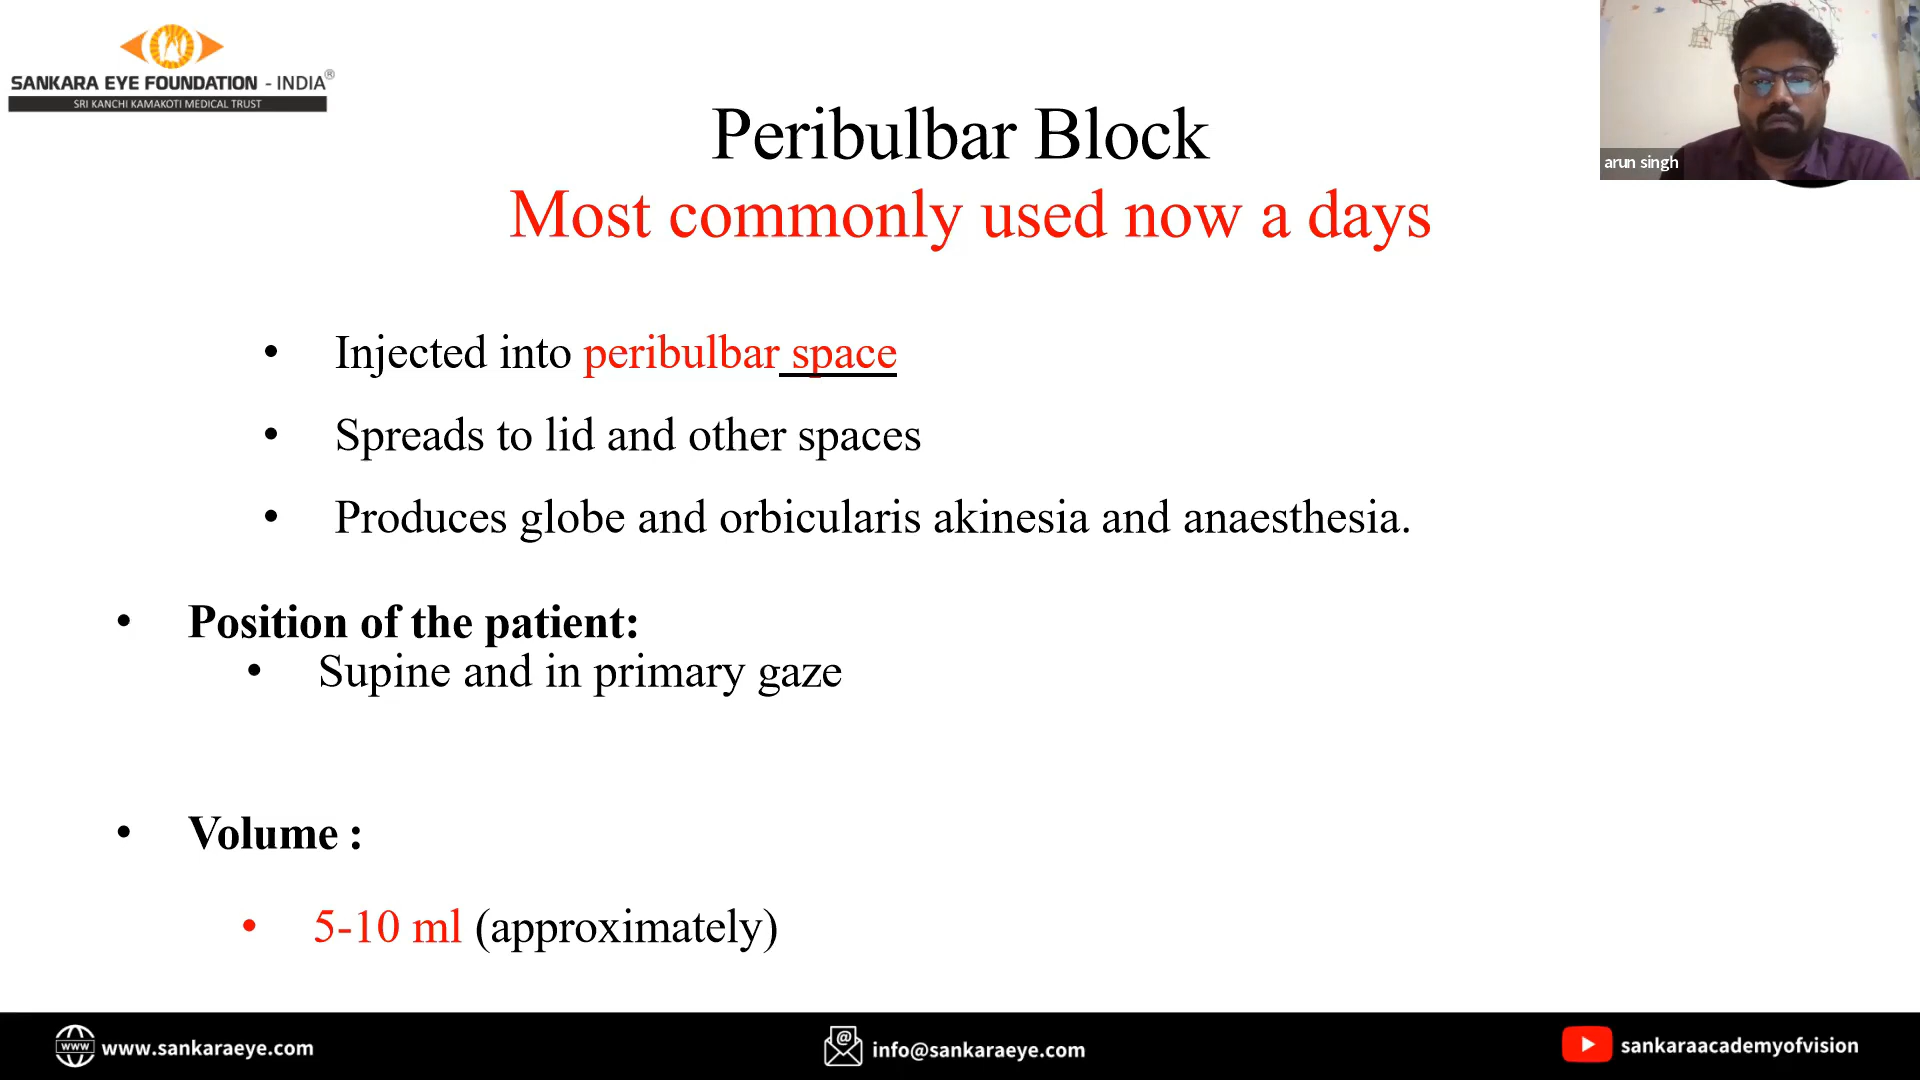 SANKARA EYE FOUNDATION - INDIA®
SRI KANCHI KAMAKOTI MEDICAL TRUST
arun singh
Peribulbar Block
Most commonly used now a days
• Injected into peribulbar space
• Spreads to lid and other spaces
• Produces globe and orbicularis akinesia and anaesthesia.
• Position of the patient:
• Supine and in primary gaze
• Volume :
• 5-10 ml (approximately)
www www.sankaraeye.com
@ info@sankaraeye.com
sankaraacademyofvision